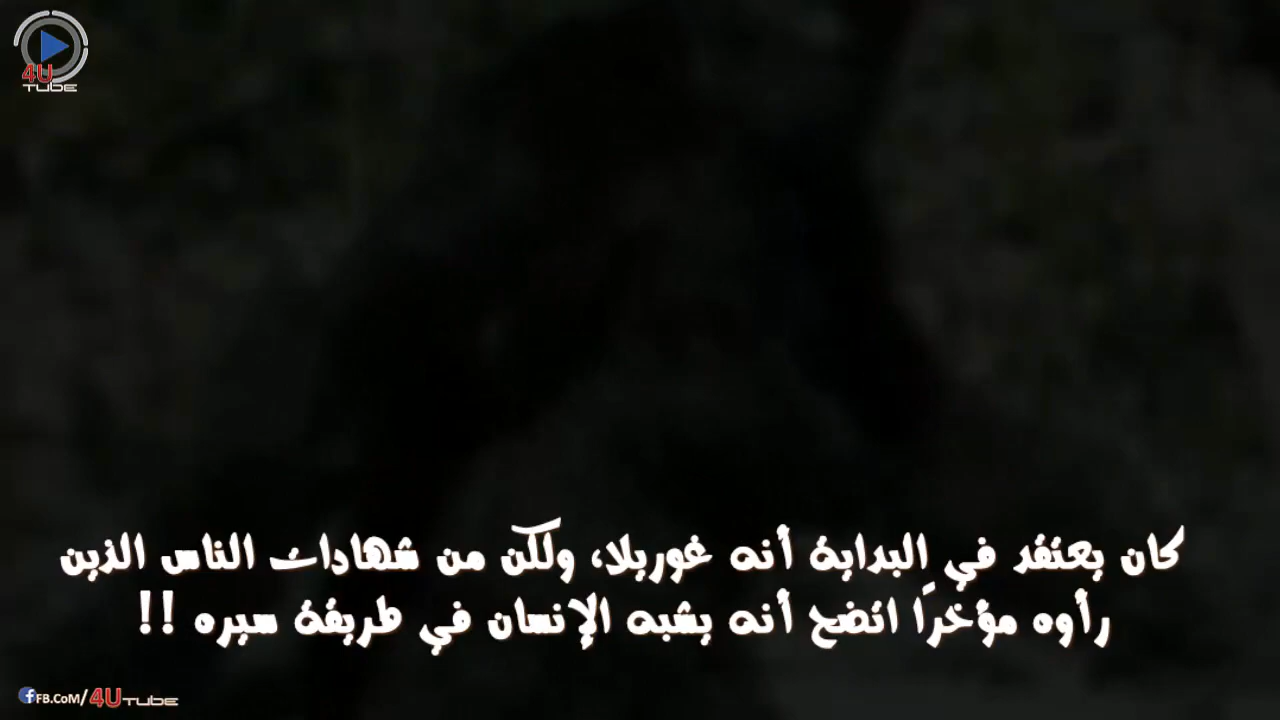 4U
TUBE
كان يعتقد في البداية أنه غوريلا، ولكن من شهادات الناس الذين
رأوه مؤخرًا اتضح أنه يشبه الإنسان في طريقة سيره !!
FB.CoM/4UTUBE